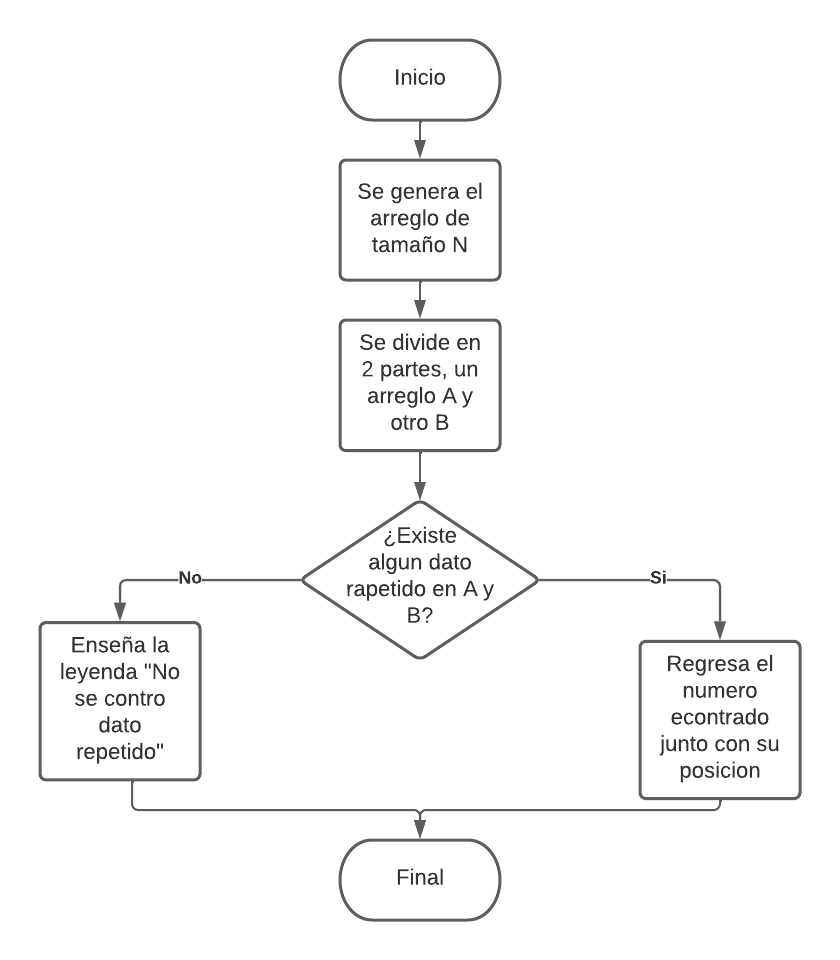 Inicio
Se genera el
arreglo de
tamaño N
Se divide en
2 partes, un
arreglo A y
otro B
¿Existe
algun dato
rapetido en A y
B?
No
Si
Enseña la
leyenda "No
se contro
dato
repetido"
Regresa el
numero
econtrado
junto con su
posicion
Final